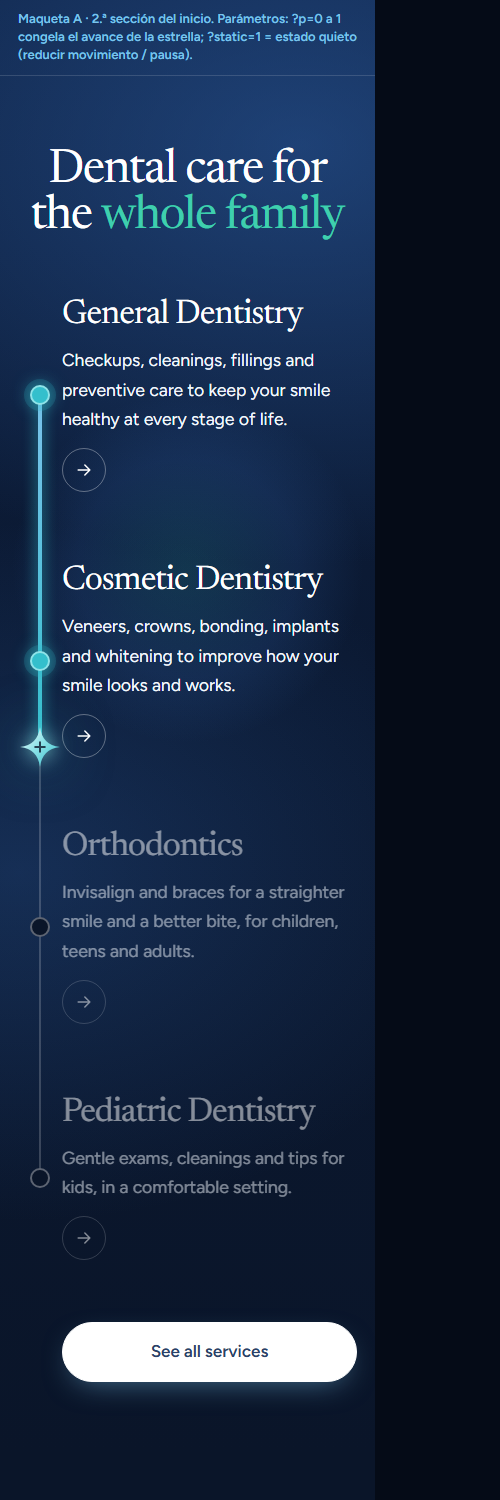 Maqueta A · 2.ª sección del inicio. Parámetros: ?p=0 a 1
congela el avance de la estrella; ?static=1 = estado quieto
(reducir movimiento / pausa).
Dental care for
the whole family
General Dentistry
Checkups, cleanings, fillings and
preventive care to keep your smile
healthy at every stage of life.
Cosmetic Dentistry
Veneers, crowns, bonding, implants
and whitening to improve how your
smile looks and works.
Orthodontics
Invisalign and braces for a straighter
smile and a better bite, for children,
teens and adults.
Pediatric Dentistry
Gentle exams, cleanings and tips for
kids, in a comfortable setting.
See all services